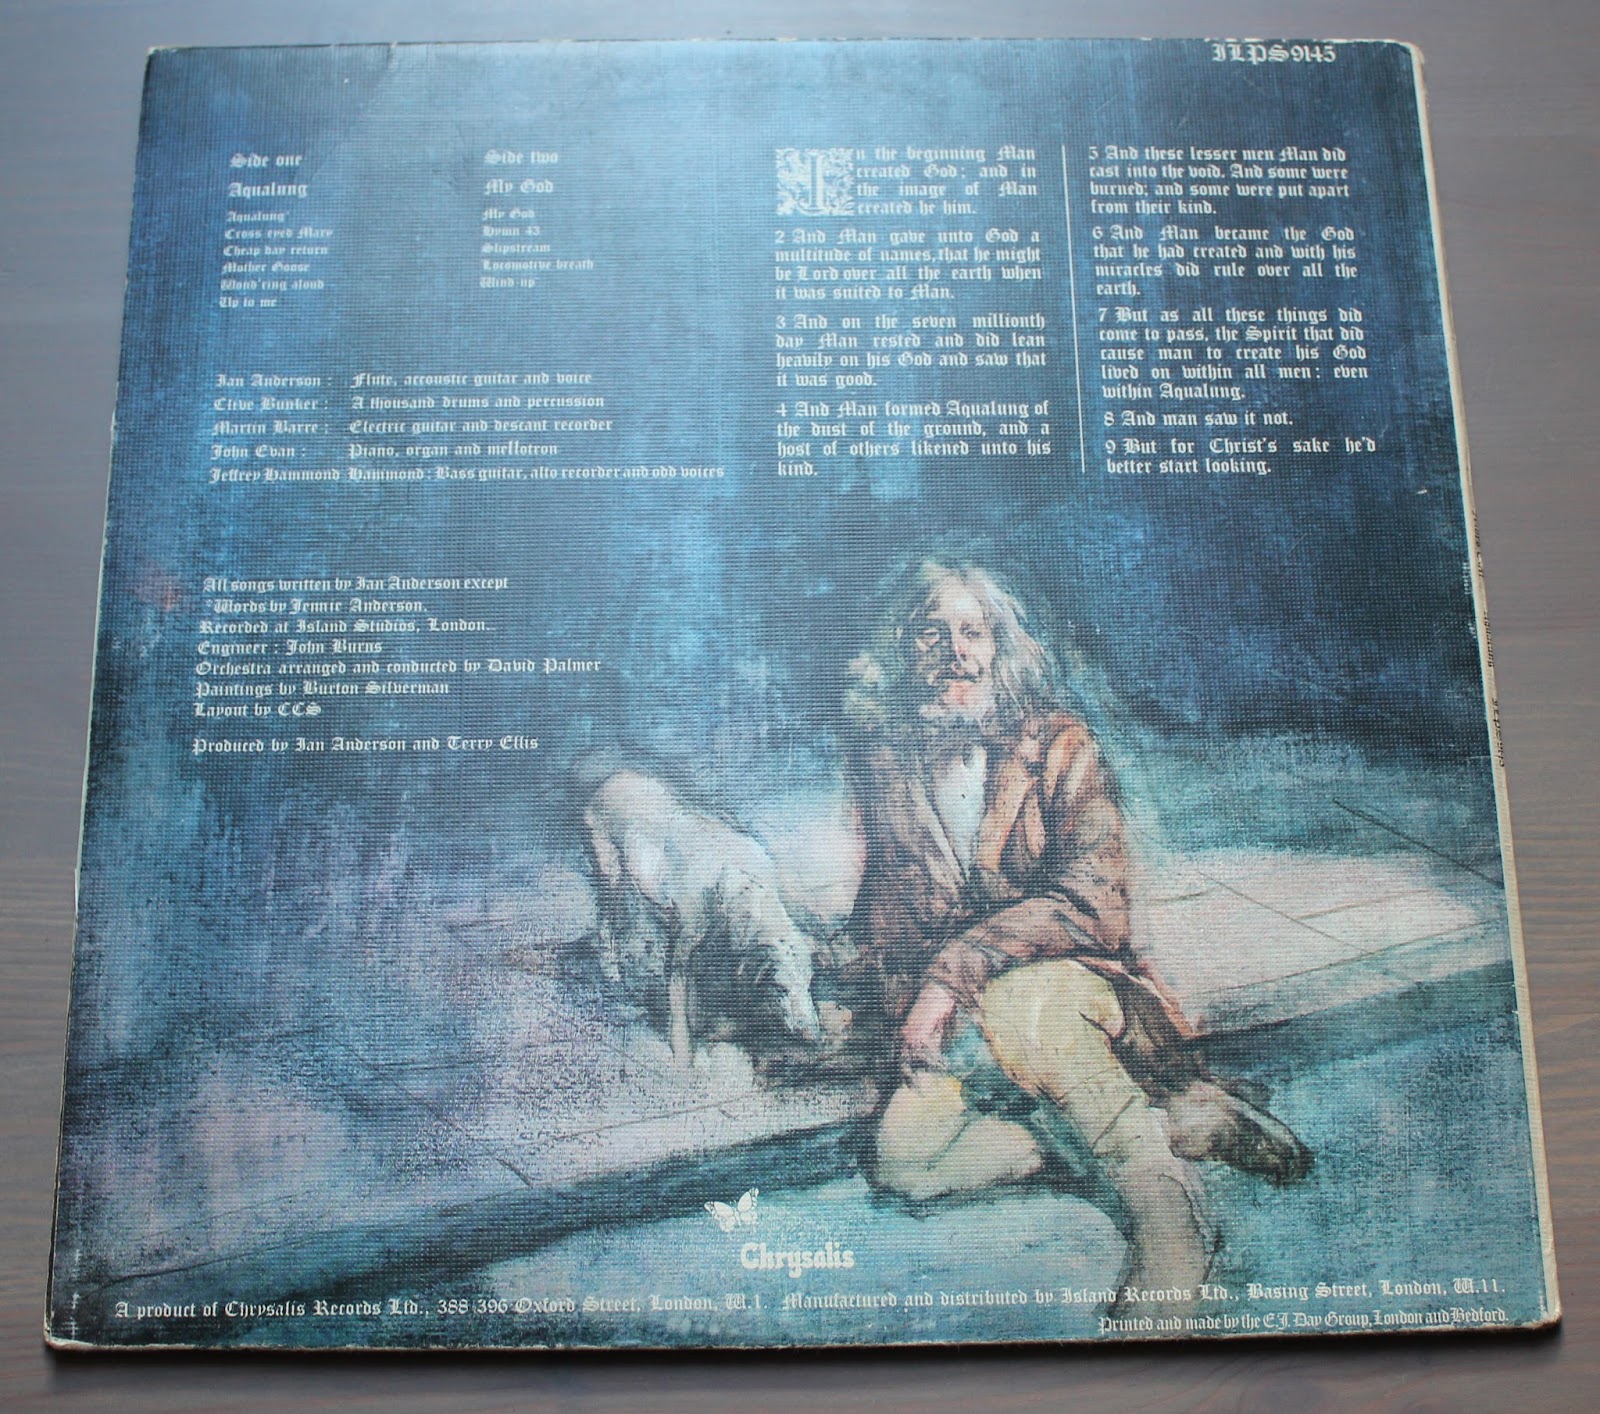 ILPS 9145
Side one
Aqualung
Aqualung*
Cross eyed Mary
Cheap day return
Mother Goose
Wond'ring aloud
Up to me
Side two
My God
My God
Hymn 43
Slipstream
Locomotive breath
Wind up
Ian Anderson : Flute, accoustic guitar and voice
Clive Bunker : A thousand drums and percussion
Martin Barre : Electric guitar and descant recorder
John Evan : Piano, organ and mellotron
Jeffrey Hammond Hammond : Bass guitar, alto recorder and odd voices
All songs written by Ian Anderson except
*Words by Jennie Anderson.
Recorded at Island Studios, London.
Engineer : John Burns
Orchestra arranged and conducted by David Palmer
Paintings by Burton Silverman
Layout by CCS
Produced by Ian Anderson and Terry Ellis
In the beginning Man
created God; and in
the image of Man
created he him.
2 And Man gave unto God a
multitude of names, that he might
be Lord over all the earth when
it was suited to Man.
3 And on the seven millionth
day Man rested and did lean
heavily on his God and saw that
it was good.
4 And Man formed Aqualung of
the dust of the ground, and a
host of others likened unto his
kind.
5 And these lesser men Man did
cast into the void. And some were
burned; and some were put apart
from their kind.
6 And Man became the God
that he had created and with his
miracles did rule over all the
earth.
7 But as all these things did
come to pass, the Spirit that did
cause man to create his God
lived on within all men: even
within Aqualung.
8 And man saw it not.
9 But for Christ's sake he'd
better start looking.
Chrysalis
A product of Chrysalis Records Ltd., 388 396 Oxford Street, London, W.1. Manufactured and distributed by Island Records Ltd., Basing Street, London, W.11.
Printed and made by the E.J. Day Group, London and Bedford.